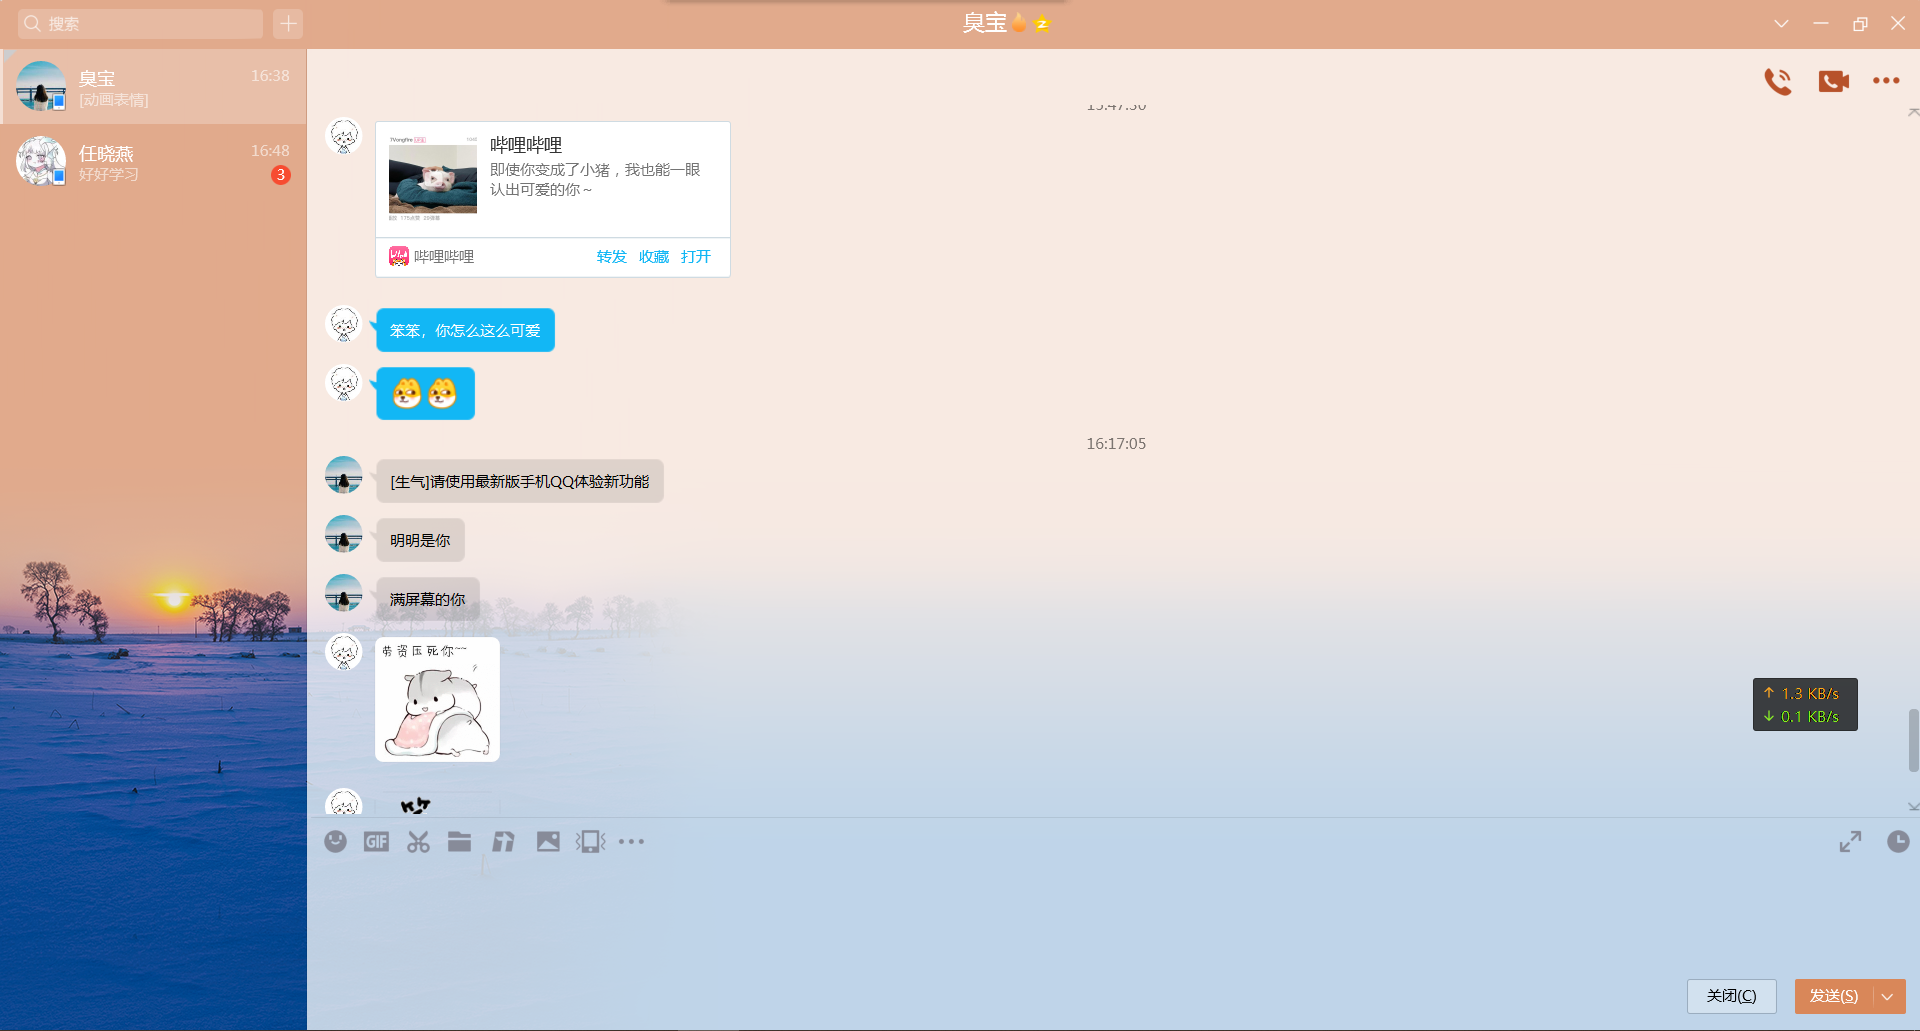 搜索
臭宝
臭宝
16:38
[动画表情]
任晓燕
16:48
好好学习
3
15:47:30
哔哩哔哩
即使你变成了小猪，我也能一眼
认出可爱的你～
哔哩哔哩
转发 收藏 打开
笨笨，你怎么这么可爱
16:17:05
[生气]请使用最新版手机QQ体验新功能
明明是你
满屏幕的你
劳资压死你~~
↑ 1.3 KB/s
↓ 0.1 KB/s
GIF
关闭(C)
发送(S)